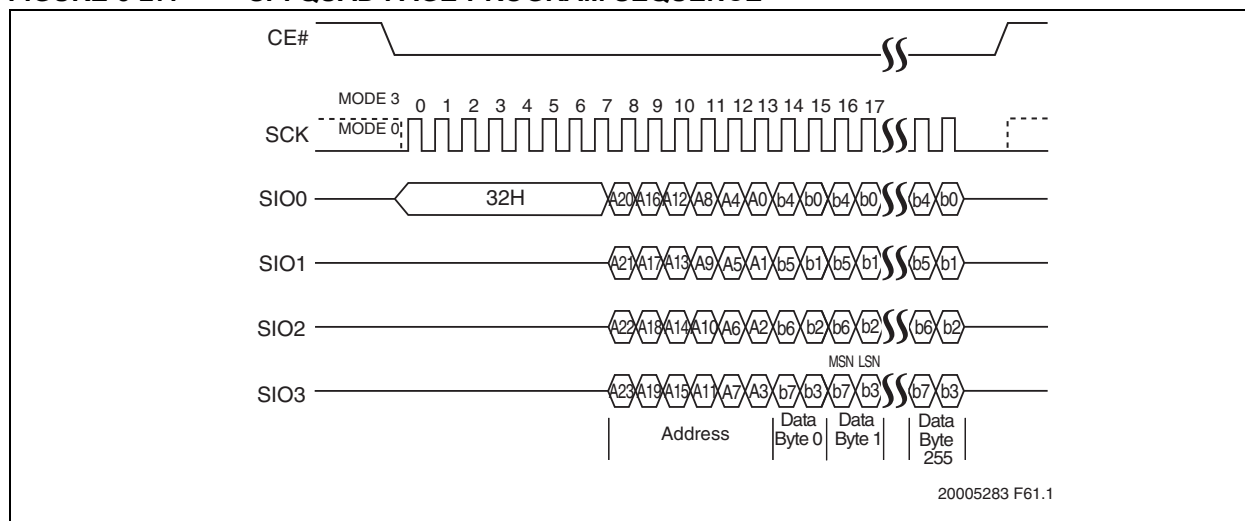 CE#
MODE 3
0 1 2 3 4 5 6 7 8 9 10 11 12 13 14 15 16 17
SCK
MODE 0
SIO0
32H
A20 A16 A12 A8 A4 A0 b4 b0 b4 b0 b4 b0
SIO1
A21 A17 A13 A9 A5 A1 b5 b1 b5 b1 b5 b1
SIO2
A22 A18 A14 A10 A6 A2 b6 b2 b6 b2 b6 b2
MSN LSN
SIO3
A23 A19 A15 A11 A7 A3 b7 b3 b7 b3 b7 b3
Address
Data Byte 0
Data Byte 1
Data Byte 255
20005283 F61.1